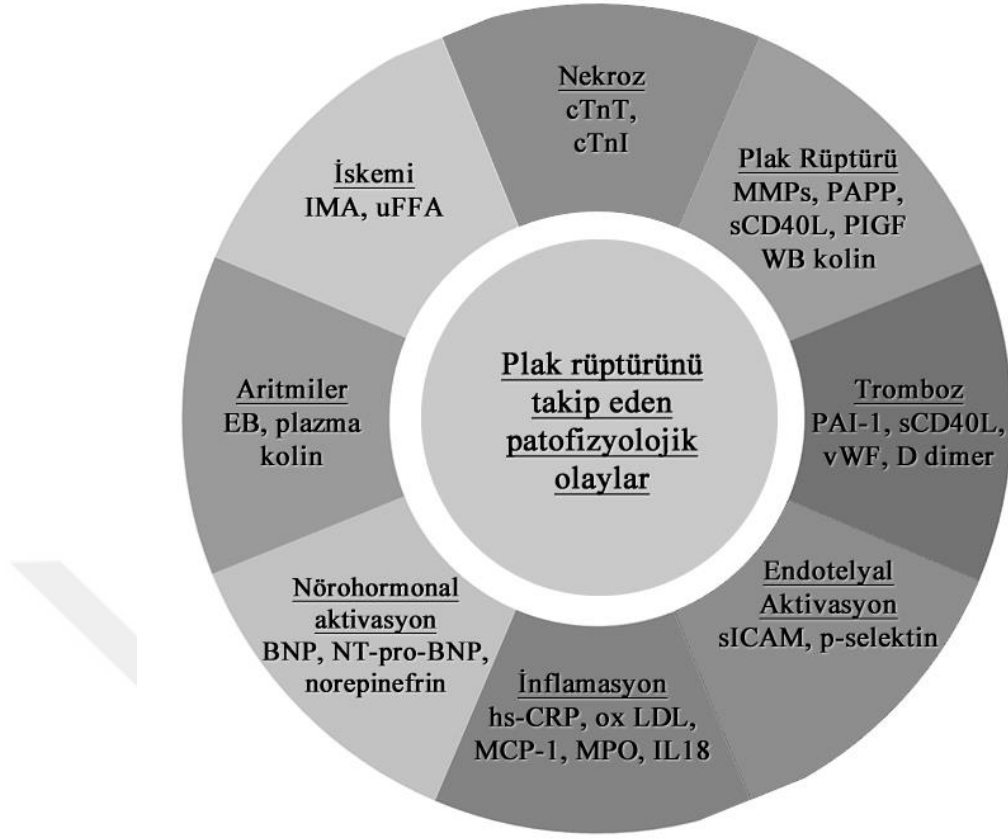 Nekroz
cTnT,
cTnI
Plak Rüptürü
MMPs, PAPP,
sCD40L, PIGF
WB kolin
Tromboz
PAI-1, sCD40L,
vWF, D dimer
Endotelyal
Aktivasyon
sICAM, p-selektin
İnflamasyon
hs-CRP, ox LDL,
MCP-1, MPO, IL18
Nörohormonal
aktivasyon
BNP, NT-pro-BNP,
norepinefrin
Aritmiler
EB, plazma
kolin
İskemi
IMA, uFFA
Plak rüptürünü
takip eden
patofizyolojik
olaylar